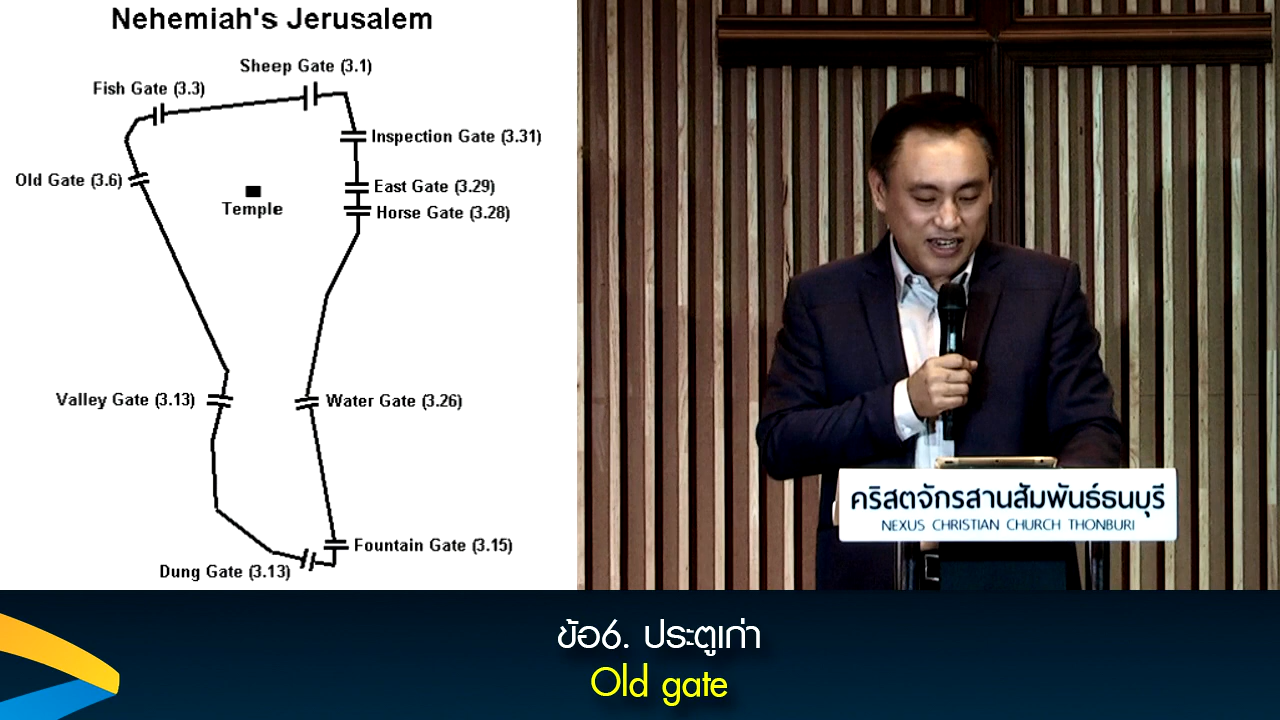 Nehemiah's Jerusalem
Sheep Gate (3.1)
Fish Gate (3.3)
Inspection Gate (3.31)
Old Gate (3.6)
East Gate (3.29)
Temple
Horse Gate (3.28)
Valley Gate (3.13)
Water Gate (3.26)
Fountain Gate (3.15)
Dung Gate (3.13)
คริสตจักรสานสัมพันธ์ธนบุรี
NEXUS CHRISTIAN CHURCH THONBURI
ข้อ6. ประตูเก่า
Old gate